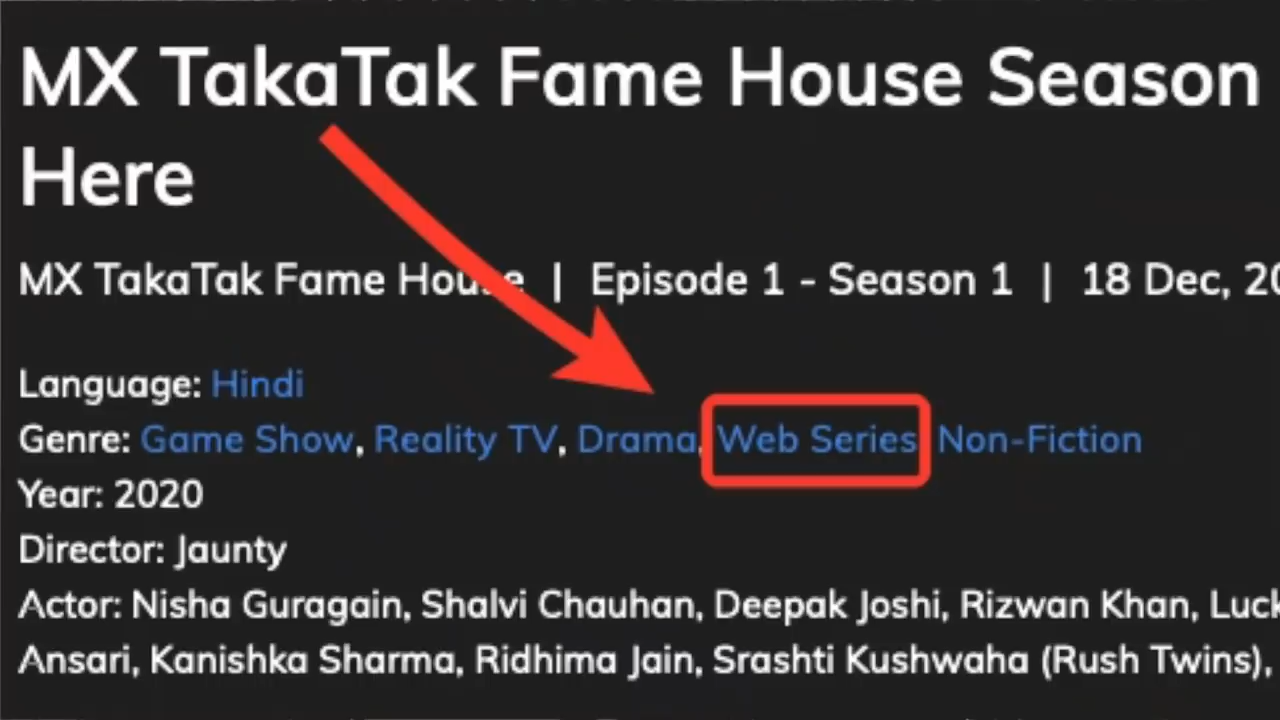 MX TakaTak Fame House Season
Here
MX TakaTak Fame House | Episode 1 - Season 1 | 18 Dec, 20
Language: Hindi
Genre: Game Show, Reality TV, Drama, Web Series Non-Fiction
Year: 2020
Director: Jaunty
Actor: Nisha Guragain, Shalvi Chauhan, Deepak Joshi, Rizwan Khan, Luck
Ansari, Kanishka Sharma, Ridhima Jain, Srashti Kushwaha (Rush Twins),